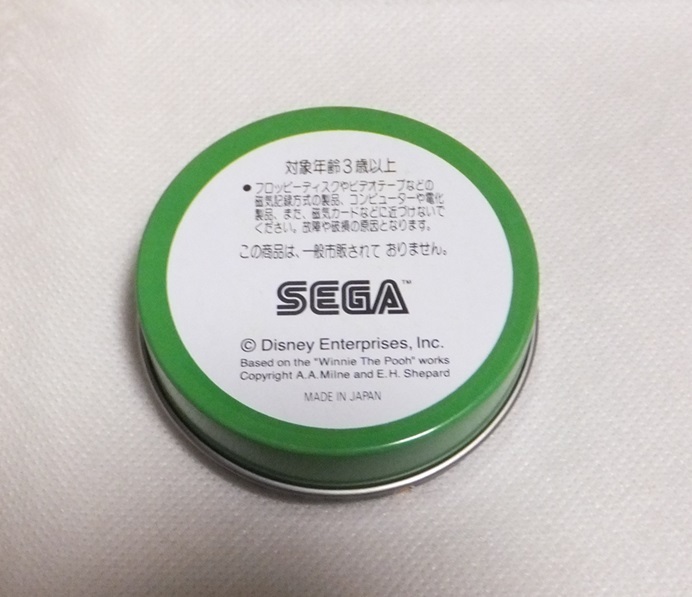 対象年齢3歳以上
●フロッピーディスクやビデオテープなどの
磁気記録方式の製品、コンピューターや電化
製品、また、磁気カードなどに近づけないで
ください。故障や破損の原因となります。
この商品は、一般市販されて おりません。
SEGA™
© Disney Enterprises, Inc.
Based on the "Winnie The Pooh" works
Copyright A.A.Milne and E.H. Shepard
MADE IN JAPAN